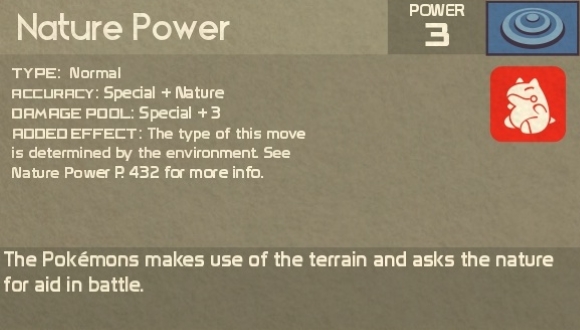 Nature Power
POWER
3
TYPE: Normal
ACCURACY: Special + Nature
DAMAGE POOL: Special + 3
ADDED EFFECT: The type of this move
is determined by the environment. See
Nature Power P. 432 for more info.
The Pokémons makes use of the terrain and asks the nature
for aid in battle.